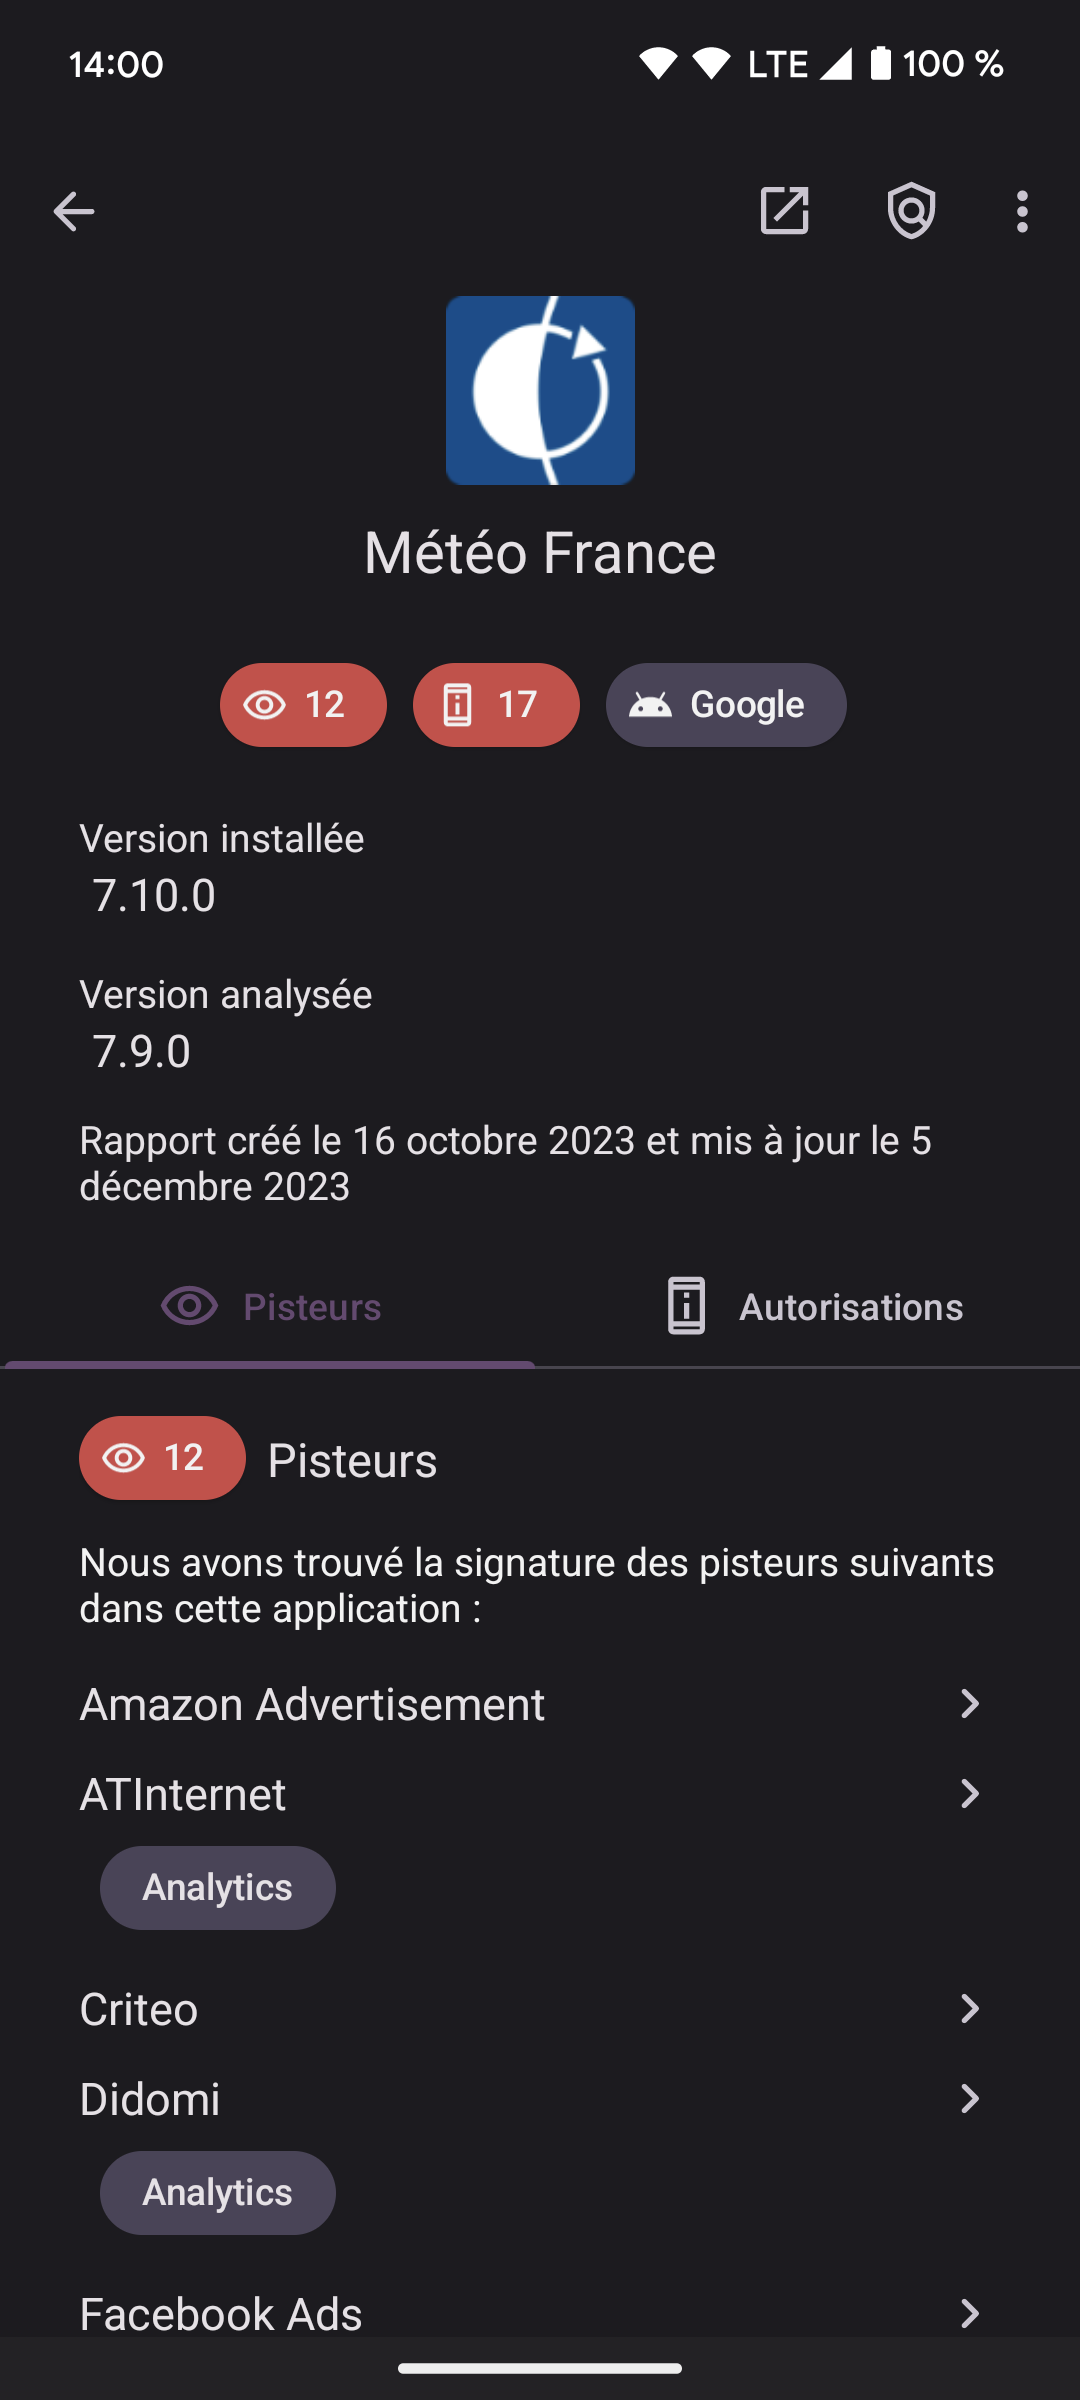 14:00
LTE 100 %
Météo France
12
17
Google
Version installée
7.10.0
Version analysée
7.9.0
Rapport créé le 16 octobre 2023 et mis à jour le 5
décembre 2023
Pisteurs
Autorisations
12
Pisteurs
Nous avons trouvé la signature des pisteurs suivants
dans cette application :
Amazon Advertisement
ATInternet
Analytics
Criteo
Didomi
Analytics
Facebook Ads